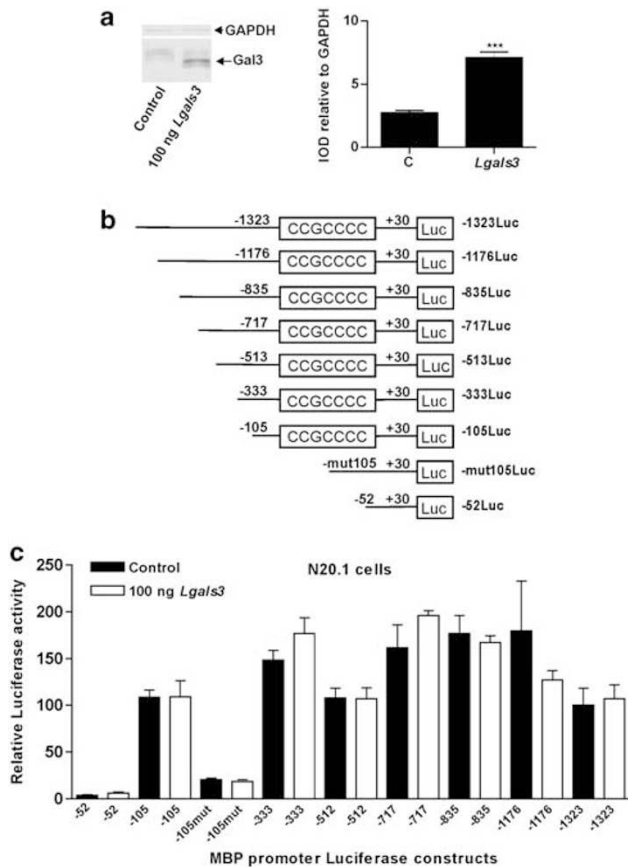 a
GAPDH
Gal3
Control
100 ng Lgals3
IOD relative to GAPDH
10
5
0
***
C
Lgals3
b
-1323 CCGCCCC +30 Luc -1323Luc
-1176 CCGCCCC +30 Luc -1176Luc
-835 CCGCCCC +30 Luc -835Luc
-717 CCGCCCC +30 Luc -717Luc
-513 CCGCCCC +30 Luc -513Luc
-333 CCGCCCC +30 Luc -333Luc
-105 CCGCCCC +30 Luc -105Luc
-mut105 +30 Luc -mut105Luc
-52 +30 Luc -52Luc
c
Control
100 ng Lgals3
N20.1 cells
Relative Luciferase activity
250
200
150
100
50
0
-52 -52 -105 -105 -105mut -105mut -333 -333 -512 -512 -717 -717 -835 -835 -1176 -1176 -1323 -1323
MBP promoter Luciferase constructs